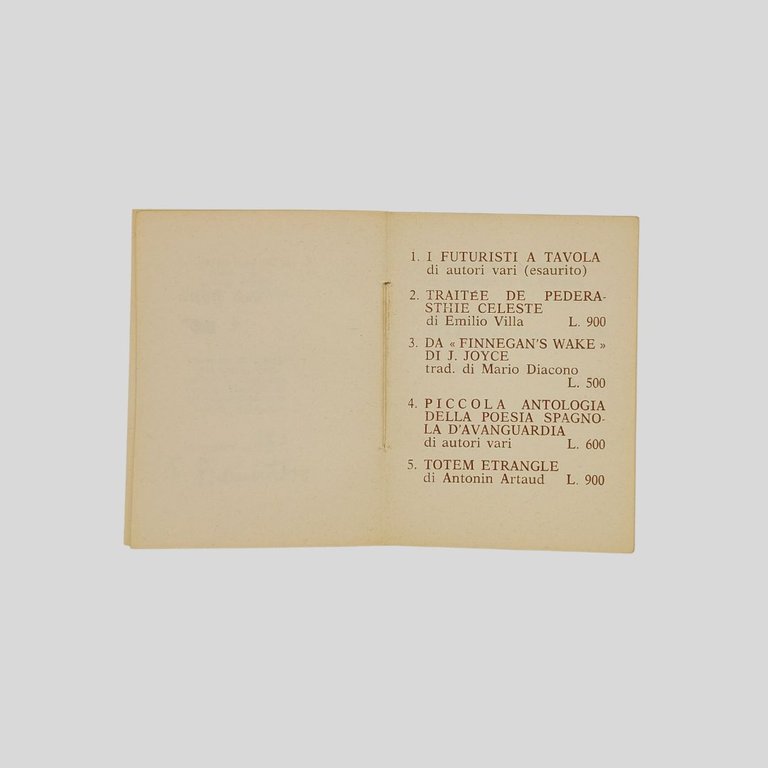 1. I FUTURISTI A TAVOLA
di autori vari (esaurito)
2. TRAITÉE DE PEDERA-
STHIE CELESTE
di Emilio Villa L. 900
3. DA « FINNEGAN'S WAKE »
DI J. JOYCE
trad. di Mario Diacono
L. 500
4. PICCOLA ANTOLOGIA
DELLA POESIA SPAGNO-
LA D'AVANGUARDIA
di autori vari L. 600
5. TOTEM ETRANGLE
di Antonin Artaud L. 900